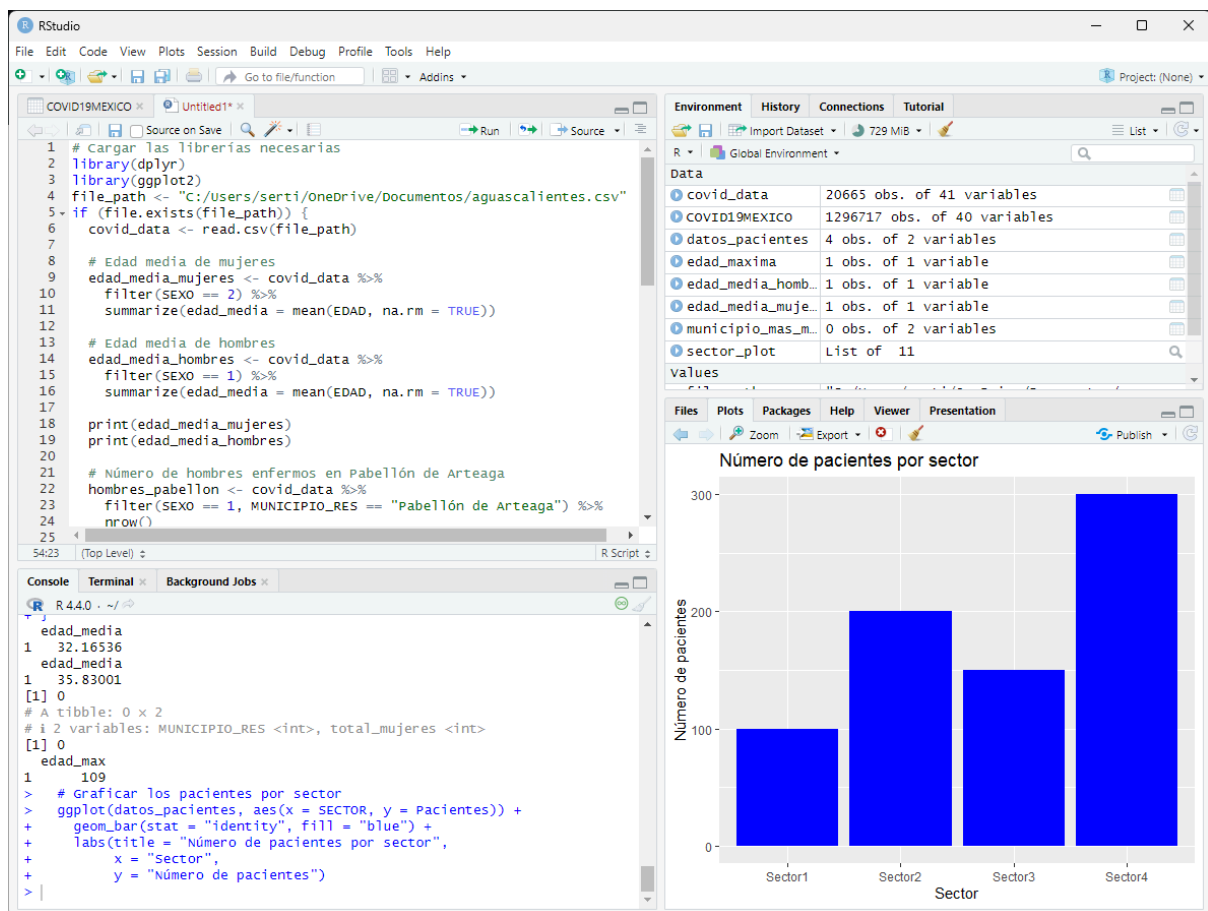 RStudio
File Edit Code View Plots Session Build Debug Profile Tools Help
Go to file/function
Addins
Project: (None)
COVID19MEXICO
Untitled1*
Source on Save
Run
Source
1 # Cargar las librerías necesarias
2 library(dplyr)
3 library(ggplot2)
4 file_path <- "C:/Users/serti/OneDrive/Documentos/aguascalientes.csv"
5 if (file.exists(file_path)) {
6 covid_data <- read.csv(file_path)
7
8 # Edad media de mujeres
9 edad_media_mujeres <- covid_data %>%
10 filter(SEXO == 2) %>%
11 summarize(edad_media = mean(EDAD, na.rm = TRUE))
12
13 # Edad media de hombres
14 edad_media_hombres <- covid_data %>%
15 filter(SEXO == 1) %>%
16 summarize(edad_media = mean(EDAD, na.rm = TRUE))
17
18 print(edad_media_mujeres)
19 print(edad_media_hombres)
20
21 # Número de hombres enfermos en Pabellón de Arteaga
22 hombres_pabellon <- covid_data %>%
23 filter(SEXO == 1, MUNICIPIO_RES == "Pabellón de Arteaga") %>%
24 nrow()
25
54:23 (Top Level) R Script
Console Terminal Background Jobs
R 4.4.0 · ~/
+ }
edad_media
1 32.16536
edad_media
1 35.83001
[1] 0
# A tibble: 0 x 2
# i 2 variables: MUNICIPIO_RES <int>, total_mujeres <int>
[1] 0
edad_max
1 109
> # Graficar los pacientes por sector
> ggplot(datos_pacientes, aes(x = SECTOR, y = Pacientes)) +
+ geom_bar(stat = "identity", fill = "blue") +
+ labs(title = "Número de pacientes por sector",
+ x = "Sector",
+ y = "Número de pacientes")
>
Environment History Connections Tutorial
Import Dataset 729 MiB List
R Global Environment
Data
covid_data 20665 obs. of 41 variables
COVID19MEXICO 1296717 obs. of 40 variables
datos_pacientes 4 obs. of 2 variables
edad_maxima 1 obs. of 1 variable
edad_media_homb… 1 obs. of 1 variable
edad_media_muje… 1 obs. of 1 variable
municipio_mas_m… 0 obs. of 2 variables
sector_plot List of 11
values
Files Plots Packages Help Viewer Presentation
Zoom Export Publish
Número de pacientes por sector
Número de pacientes
300
200
100
0
Sector1 Sector2 Sector3 Sector4
Sector